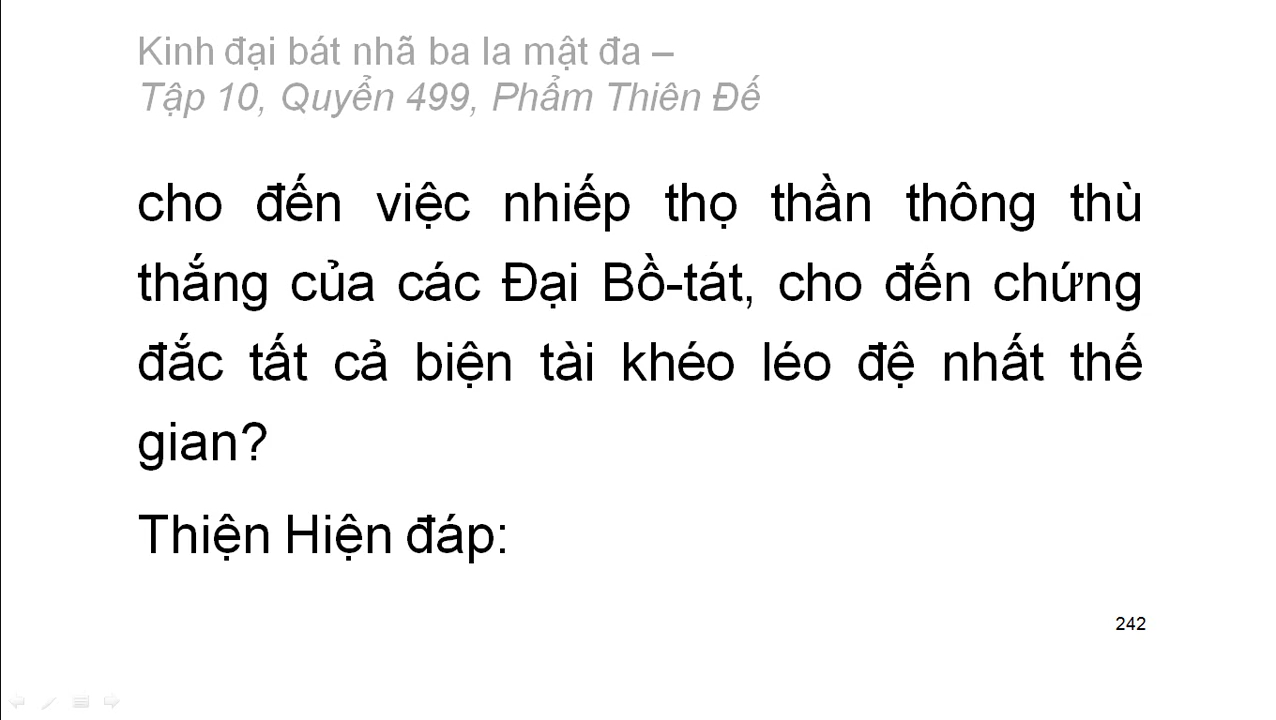 Kinh đại bát nhã ba la mật đa –
Tập 10, Quyển 499, Phẩm Thiên Đế
cho đến việc nhiếp thọ thần thông thù
thắng của các Đại Bồ-tát, cho đến chứng
đắc tất cả biện tài khéo léo đệ nhất thế
gian?
Thiện Hiện đáp:
242